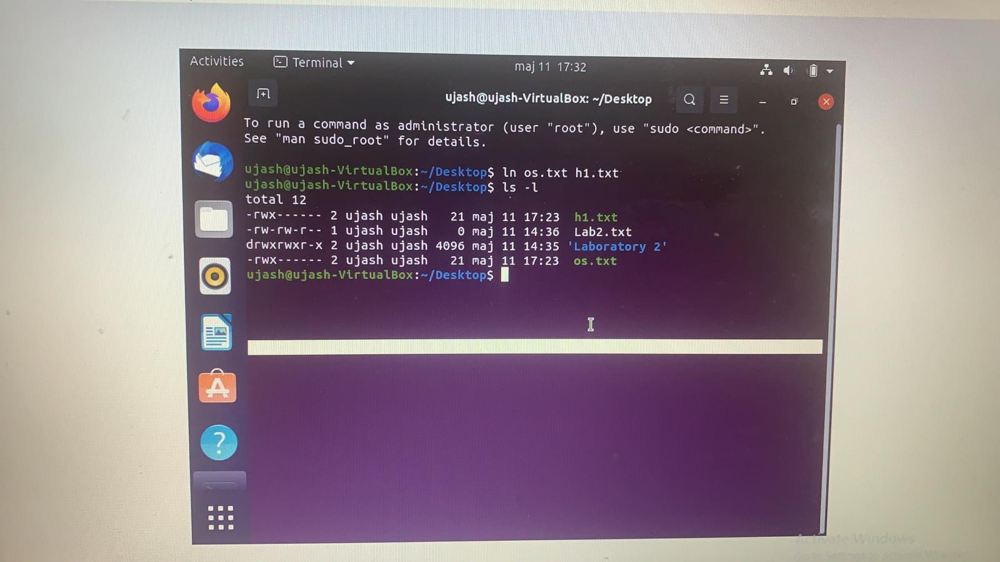 Activities Terminal maj 11 17:32
ujash@ujash-VirtualBox: ~/Desktop
To run a command as administrator (user "root"), use "sudo <command>".
See "man sudo_root" for details.
ujash@ujash-VirtualBox:~/Desktop$ ln os.txt h1.txt
ujash@ujash-VirtualBox:~/Desktop$ ls -l
total 12
-rwx------ 2 ujash ujash 21 maj 11 17:23 h1.txt
-rw-rw-r-- 1 ujash ujash 0 maj 11 14:36 Lab2.txt
drwxrwxr-x 2 ujash ujash 4096 maj 11 14:35 'Laboratory 2'
-rwx------ 2 ujash ujash 21 maj 11 17:23 os.txt
ujash@ujash-VirtualBox:~/Desktop$
Activate Windows
Go to Settings to activate Windows.